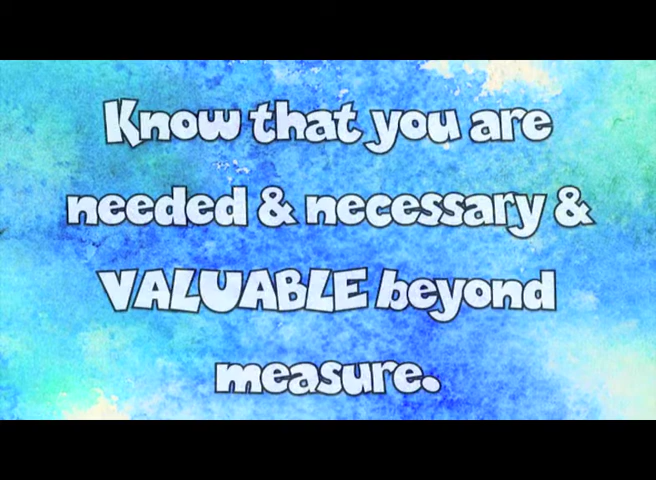 Know that you are
needed & necessary &
VALUABLE beyond
measure.